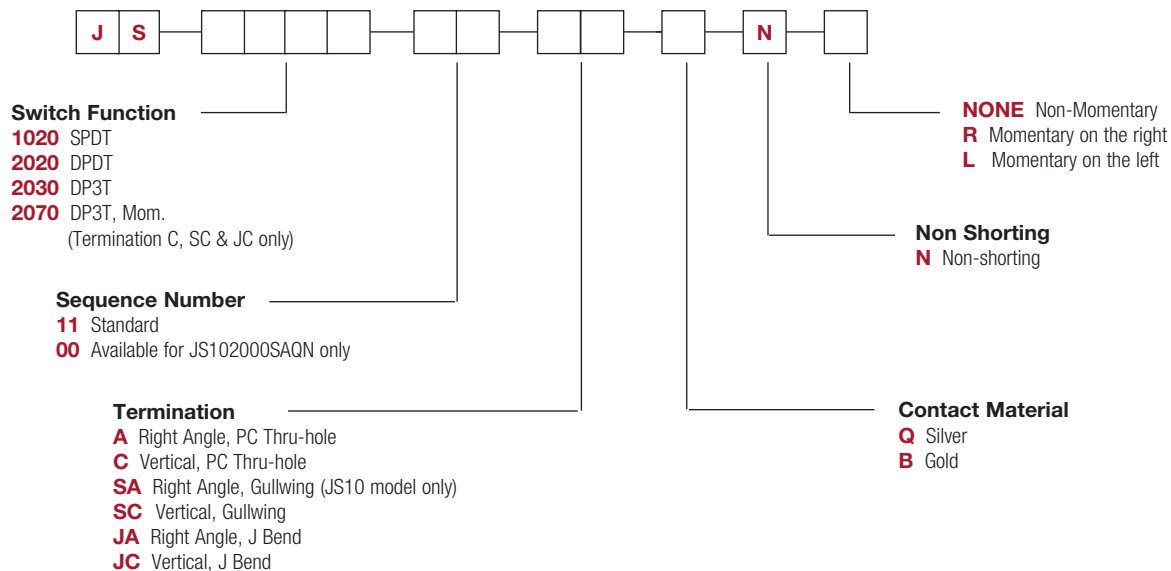 J S N
Switch Function
1020 SPDT
2020 DPDT
2030 DP3T
2070 DP3T, Mom.
(Termination C, SC & JC only)
Sequence Number
11 Standard
00 Available for JS102000SAQN only
Termination
A Right Angle, PC Thru-hole
C Vertical, PC Thru-hole
SA Right Angle, Gullwing (JS10 model only)
SC Vertical, Gullwing
JA Right Angle, J Bend
JC Vertical, J Bend
NONE Non-Momentary
R Momentary on the right
L Momentary on the left
Non Shorting
N Non-shorting
Contact Material
Q Silver
B Gold